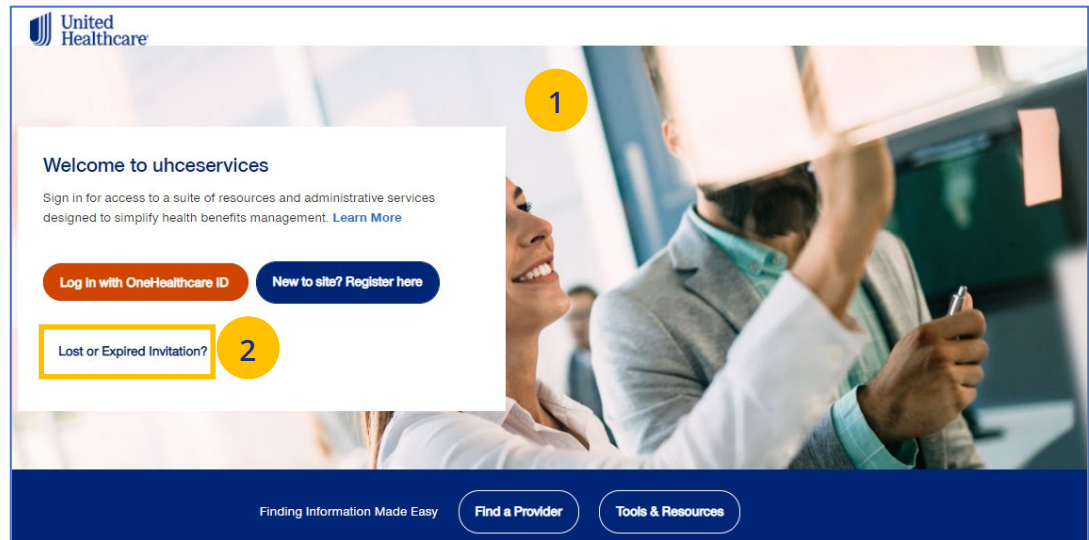 United
Healthcare
1
Welcome to uhceservices
Sign in for access to a suite of resources and administrative services
designed to simplify health benefits management. Learn More
Log In with OneHealthcare ID
New to site? Register here
Lost or Expired Invitation?
2
Finding Information Made Easy
Find a Provider
Tools & Resources